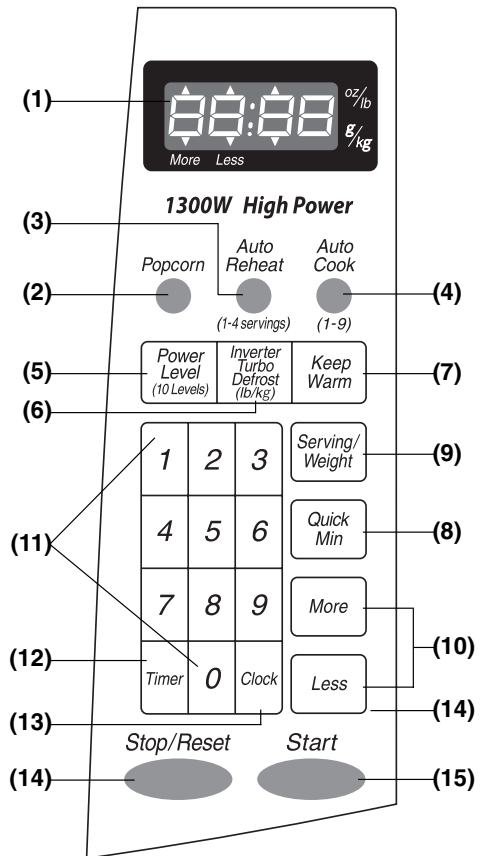 (1)
88:88
oz/lb
g/kg
More Less
1300W High Power
(3)
Popcorn
Auto
Reheat
Auto
Cook
(2)
(4)
(1-4 servings)
(1-9)
(5)
Power
Level
(10 Levels)
Inverter
Turbo
Defrost
(lb/kg)
Keep
Warm
(7)
(6)
1 2 3
Serving/
Weight
(9)
4 5 6
Quick
Min
(8)
(11)
7 8 9
More
(10)
(12)
Timer 0 Clock
Less
(13)
(14)
Stop/Reset
Start
(14)
(15)